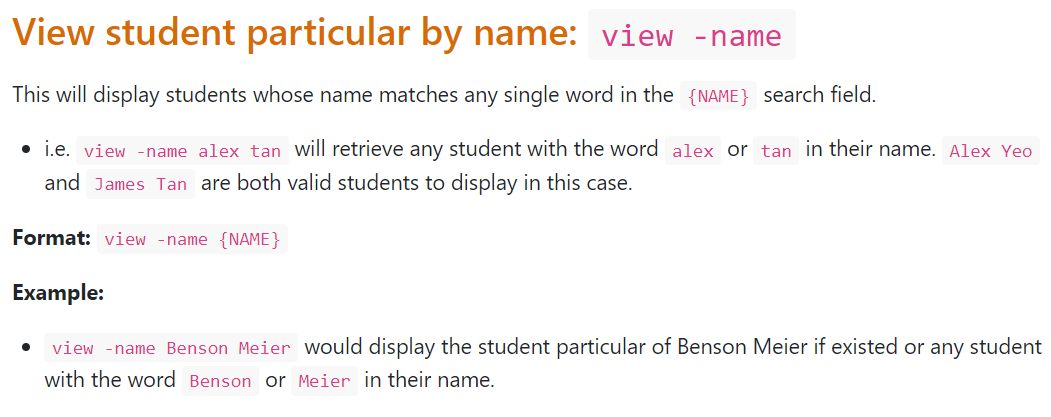 View student particular by name: view -name
This will display students whose name matches any single word in the {NAME} search field.
• i.e. view -name alex tan will retrieve any student with the word alex or tan in their name. Alex Yeo
and James Tan are both valid students to display in this case.
Format: view -name {NAME}
Example:
• view -name Benson Meier would display the student particular of Benson Meier if existed or any student
with the word Benson or Meier in their name.